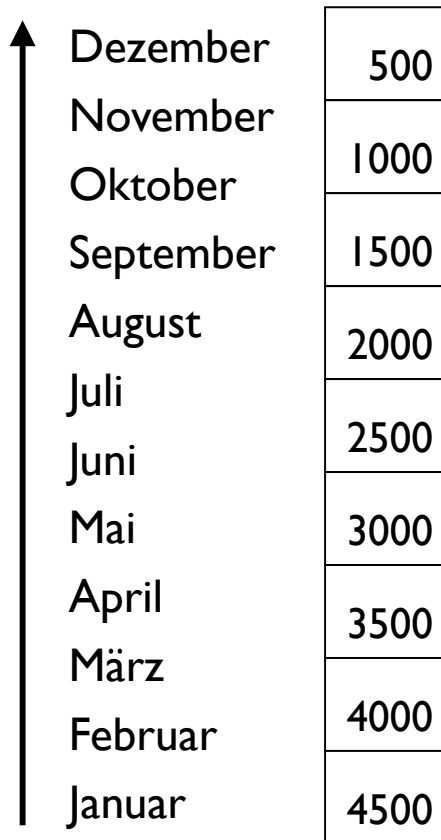 Dezember
November
Oktober
September
August
Juli
Juni
Mai
April
März
Februar
Januar
500
1000
1500
2000
2500
3000
3500
4000
4500